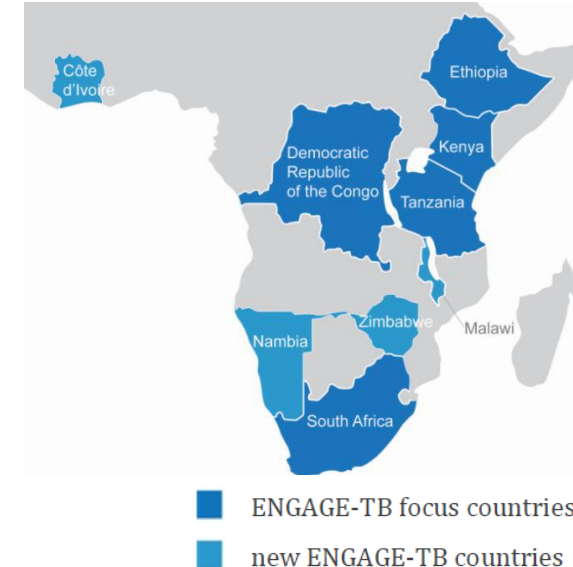 Côte
d'Ivoire
Ethiopia
Kenya
Democratic
Republic
of the Congo
Tanzania
Zimbabwe
Malawi
Nambia
South Africa
ENGAGE-TB focus countries
new ENGAGE-TB countries